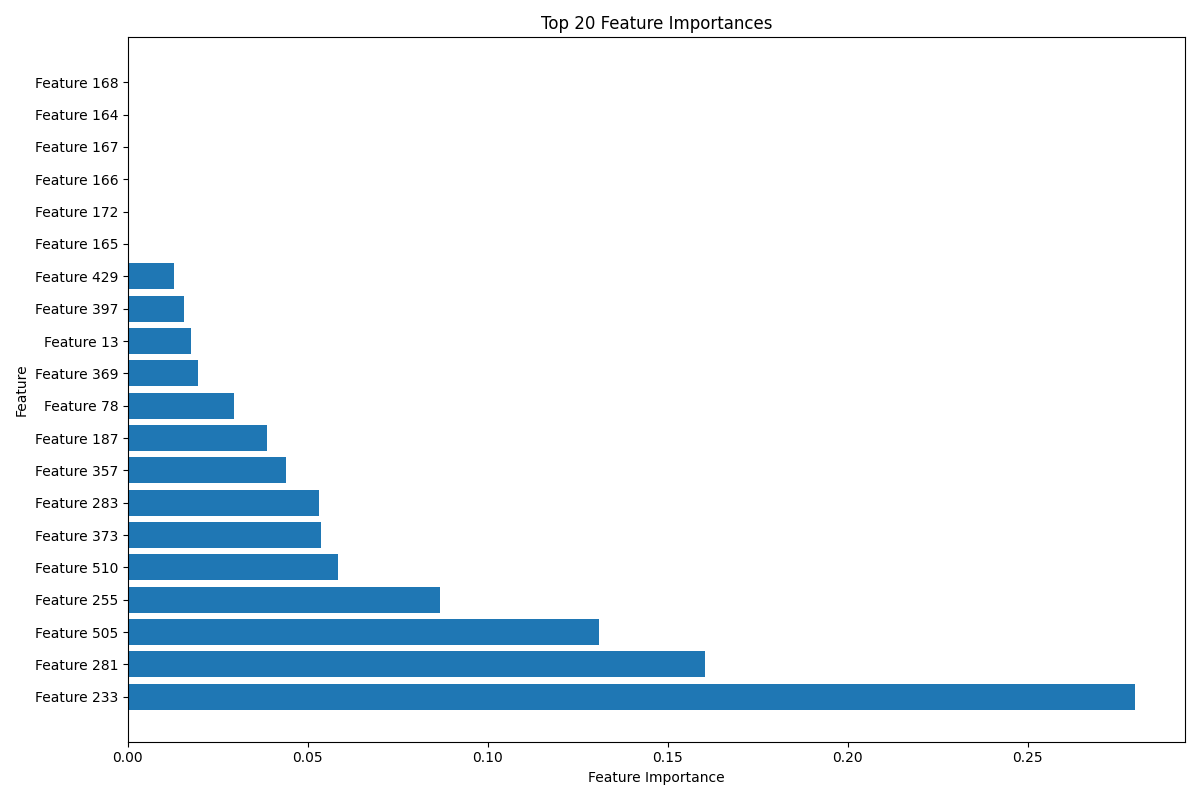 Top 20 Feature Importances
Feature
Feature 168
Feature 164
Feature 167
Feature 166
Feature 172
Feature 165
Feature 429
Feature 397
Feature 13
Feature 369
Feature 78
Feature 187
Feature 357
Feature 283
Feature 373
Feature 510
Feature 255
Feature 505
Feature 281
Feature 233
0.00 0.05 0.10 0.15 0.20 0.25
Feature Importance